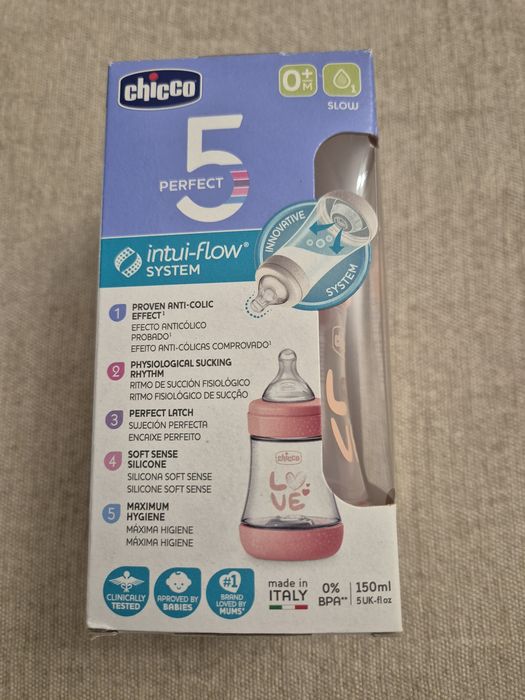 chicco
0+
M
1
SLOW
5
PERFECT
intui-flow®
SYSTEM
INNOVATIVE
SYSTEM
1 PROVEN ANTI-COLIC
EFFECT¹
EFECTO ANTICÓLICO
PROBADO¹
EFEITO ANTI-CÓLICAS COMPROVADO¹
2 PHYSIOLOGICAL SUCKING
RHYTHM
RITMO DE SUCCIÓN FISIOLÓGICO
RITMO FISIOLÓGICO DE SUCÇÃO
3 PERFECT LATCH
SUJECIÓN PERFECTA
ENCAIXE PERFEITO
4 SOFT SENSE
SILICONE
SILICONA SOFT SENSE
SILICONE SOFT SENSE
5 MAXIMUM
HYGIENE
MÁXIMA HIGIENE
MÁXIMA HIGIENE
chicco
LOVE
CLINICALLY
TESTED
APROVED BY
BABIES
#1
BRAND
LOVED BY
MUMS*
made in
ITALY
0%
BPA**
150ml
5 UK-fl oz